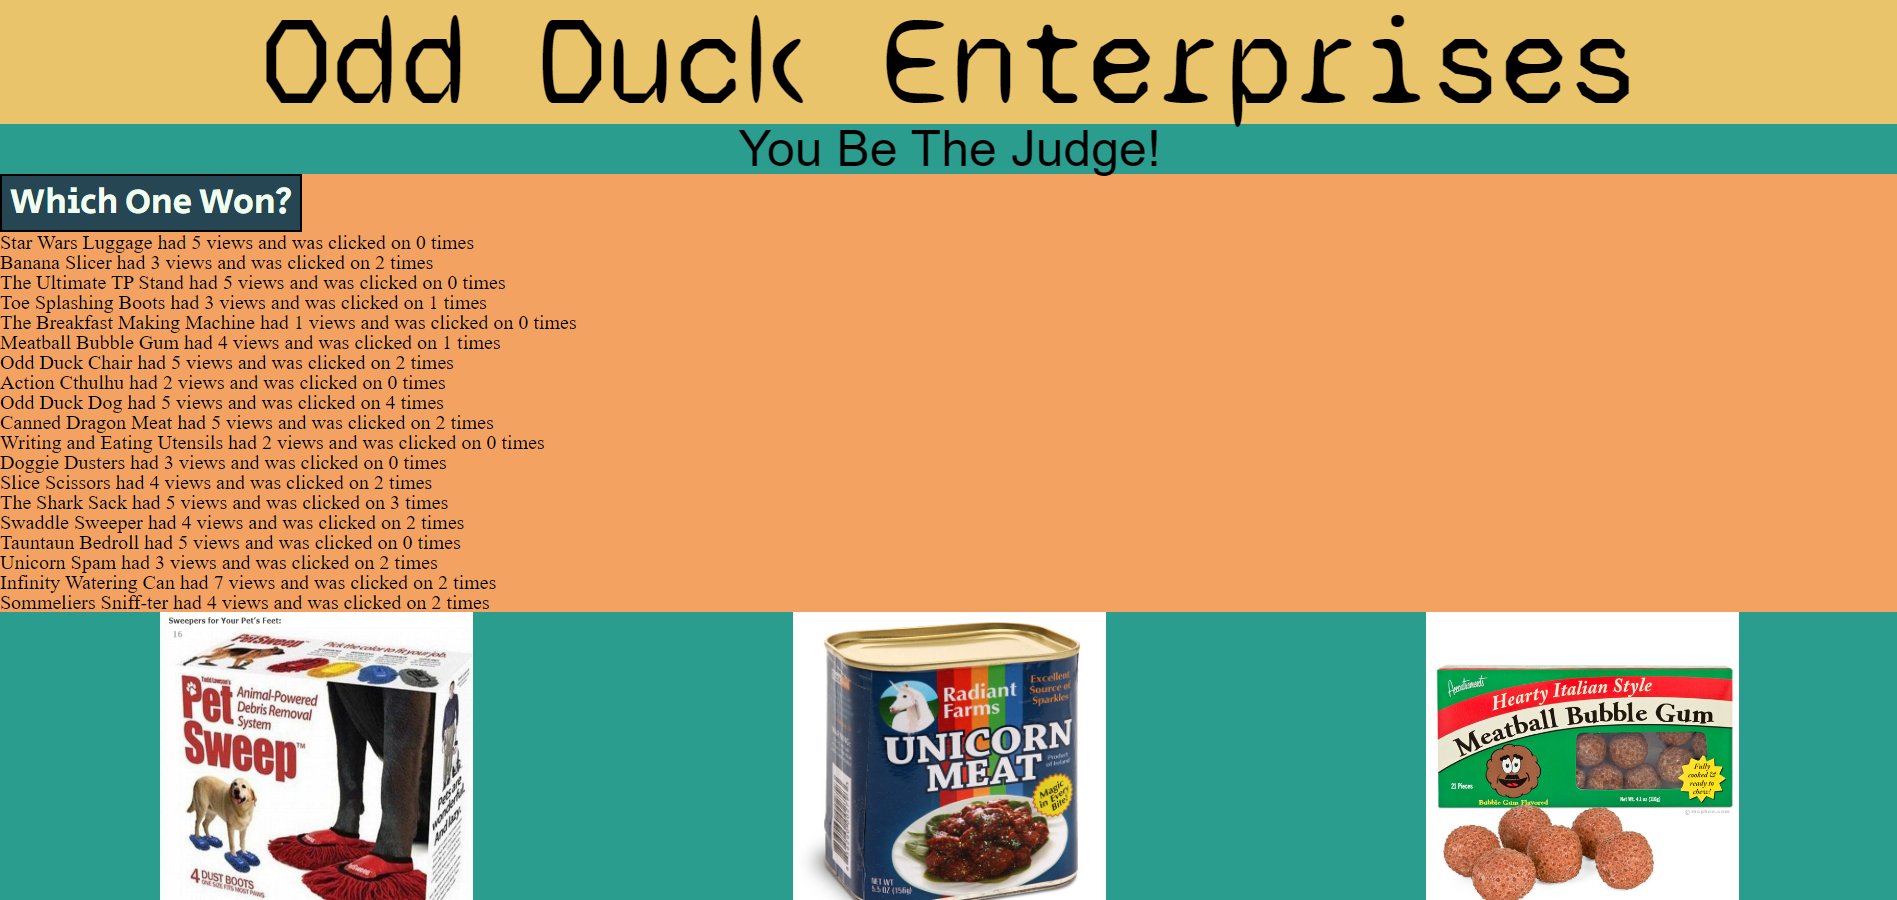 Odd Duck Enterprises
You Be The Judge!
Which One Won?
Star Wars Luggage had 5 views and was clicked on 0 times
Banana Slicer had 3 views and was clicked on 2 times
The Ultimate TP Stand had 5 views and was clicked on 0 times
Toe Splashing Boots had 3 views and was clicked on 1 times
The Breakfast Making Machine had 1 views and was clicked on 0 times
Meatball Bubble Gum had 4 views and was clicked on 1 times
Odd Duck Chair had 5 views and was clicked on 2 times
Action Cthulhu had 2 views and was clicked on 0 times
Odd Duck Dog had 5 views and was clicked on 4 times
Canned Dragon Meat had 5 views and was clicked on 2 times
Writing and Eating Utensils had 2 views and was clicked on 0 times
Doggie Dusters had 3 views and was clicked on 0 times
Slice Scissors had 4 views and was clicked on 2 times
The Shark Sack had 5 views and was clicked on 3 times
Swaddle Sweeper had 4 views and was clicked on 2 times
Tauntaun Bedroll had 5 views and was clicked on 0 times
Unicorn Spam had 3 views and was clicked on 2 times
Infinity Watering Can had 7 views and was clicked on 2 times
Sommeliers Sniff-ter had 4 views and was clicked on 2 times
Sweepers for Your Pet's Feet:
16
PetSweep
Pick the color to fit your job.
Pet
Sweep™
Animal-Powered
Debris Removal
System
Pets are
wonderful.
And lazy.
4 DUST BOOTS
ONE SIZE FITS MOST PAWS
Radiant
Farms
Excellent
Source of
Sparkles
UNICORN
MEAT
Product
of Ireland
Magic
in Every
Bite!
NET WT
5.5 OZ (156g)
Accoutrements
Hearty Italian Style
Meatball Bubble Gum
21 Pieces
Bubble Gum Flavored
Net Wt. 4.1 oz (116g)
Fully
cooked &
ready to
chew!
© mcphee.com